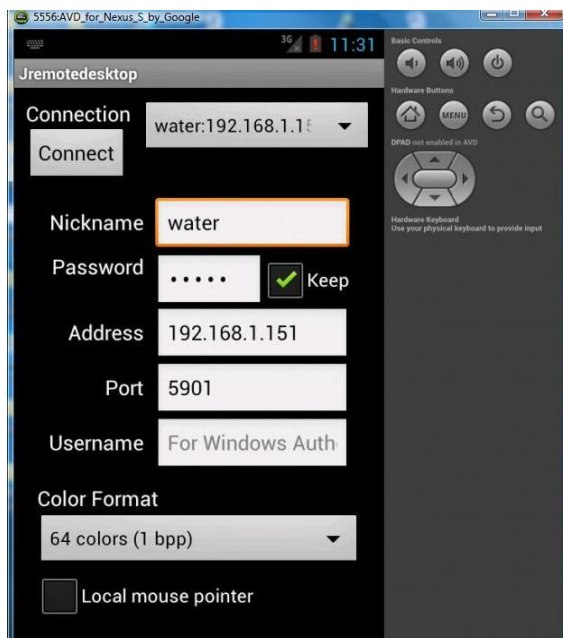 5556:AVD_for_Nexus_S_by_Google
3G 11:31
Jremotedesktop
Connection
water:192.168.1.15
Connect
Nickname water
Password ••••• Keep
Address 192.168.1.151
Port 5901
Username For Windows Auth
Color Format
64 colors (1 bpp)
Local mouse pointer
Basic Controls
Hardware Buttons
MENU
DPAD not enabled in AVD
Hardware Keyboard
Use your physical keyboard to provide input